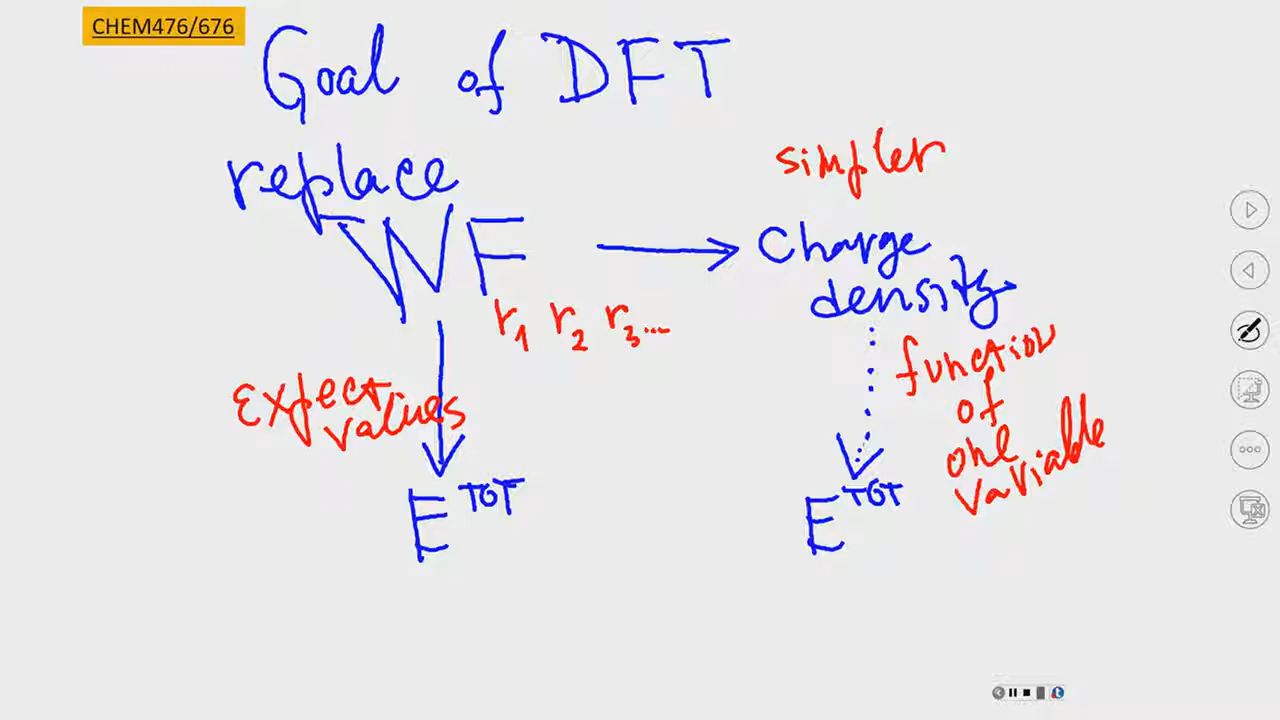 CHEM476/676
Goal of DFT
replace
simpler
WF → Charge
density
r1 r2 r3...
function
of
one
variable
Expect
values
E^TOT
E^TOT